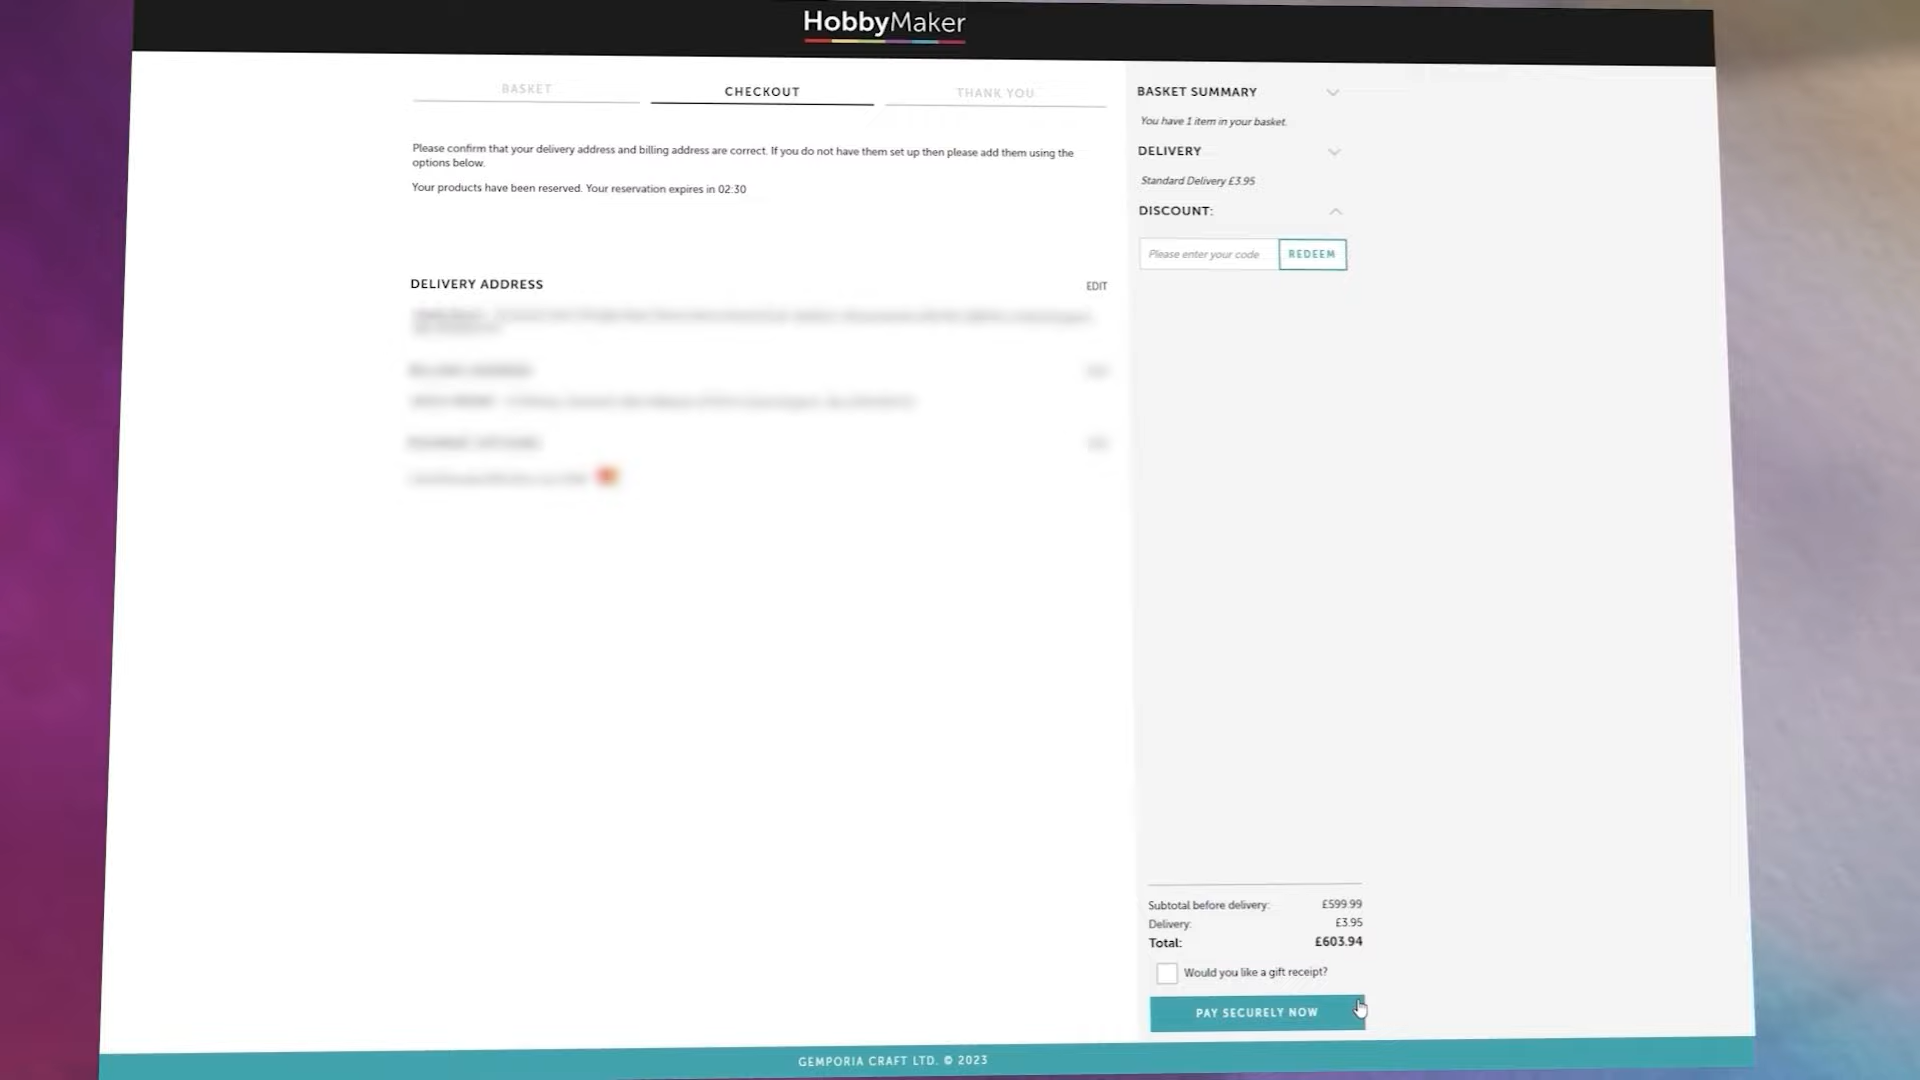 HobbyMaker
BASKET
CHECKOUT
THANK YOU
Please confirm that your delivery address and billing address are correct. If you do not have them set up then please add them using the
options below.
Your products have been reserved. Your reservation expires in 02:30
DELIVERY ADDRESS
EDIT
BASKET SUMMARY
You have 1 item in your basket.
DELIVERY
Standard Delivery £3.95
DISCOUNT:
Please enter your code
REDEEM
Subtotal before delivery: £599.99
Delivery: £3.95
Total: £603.94
Would you like a gift receipt?
PAY SECURELY NOW
GEMPORIA CRAFT LTD. © 2023